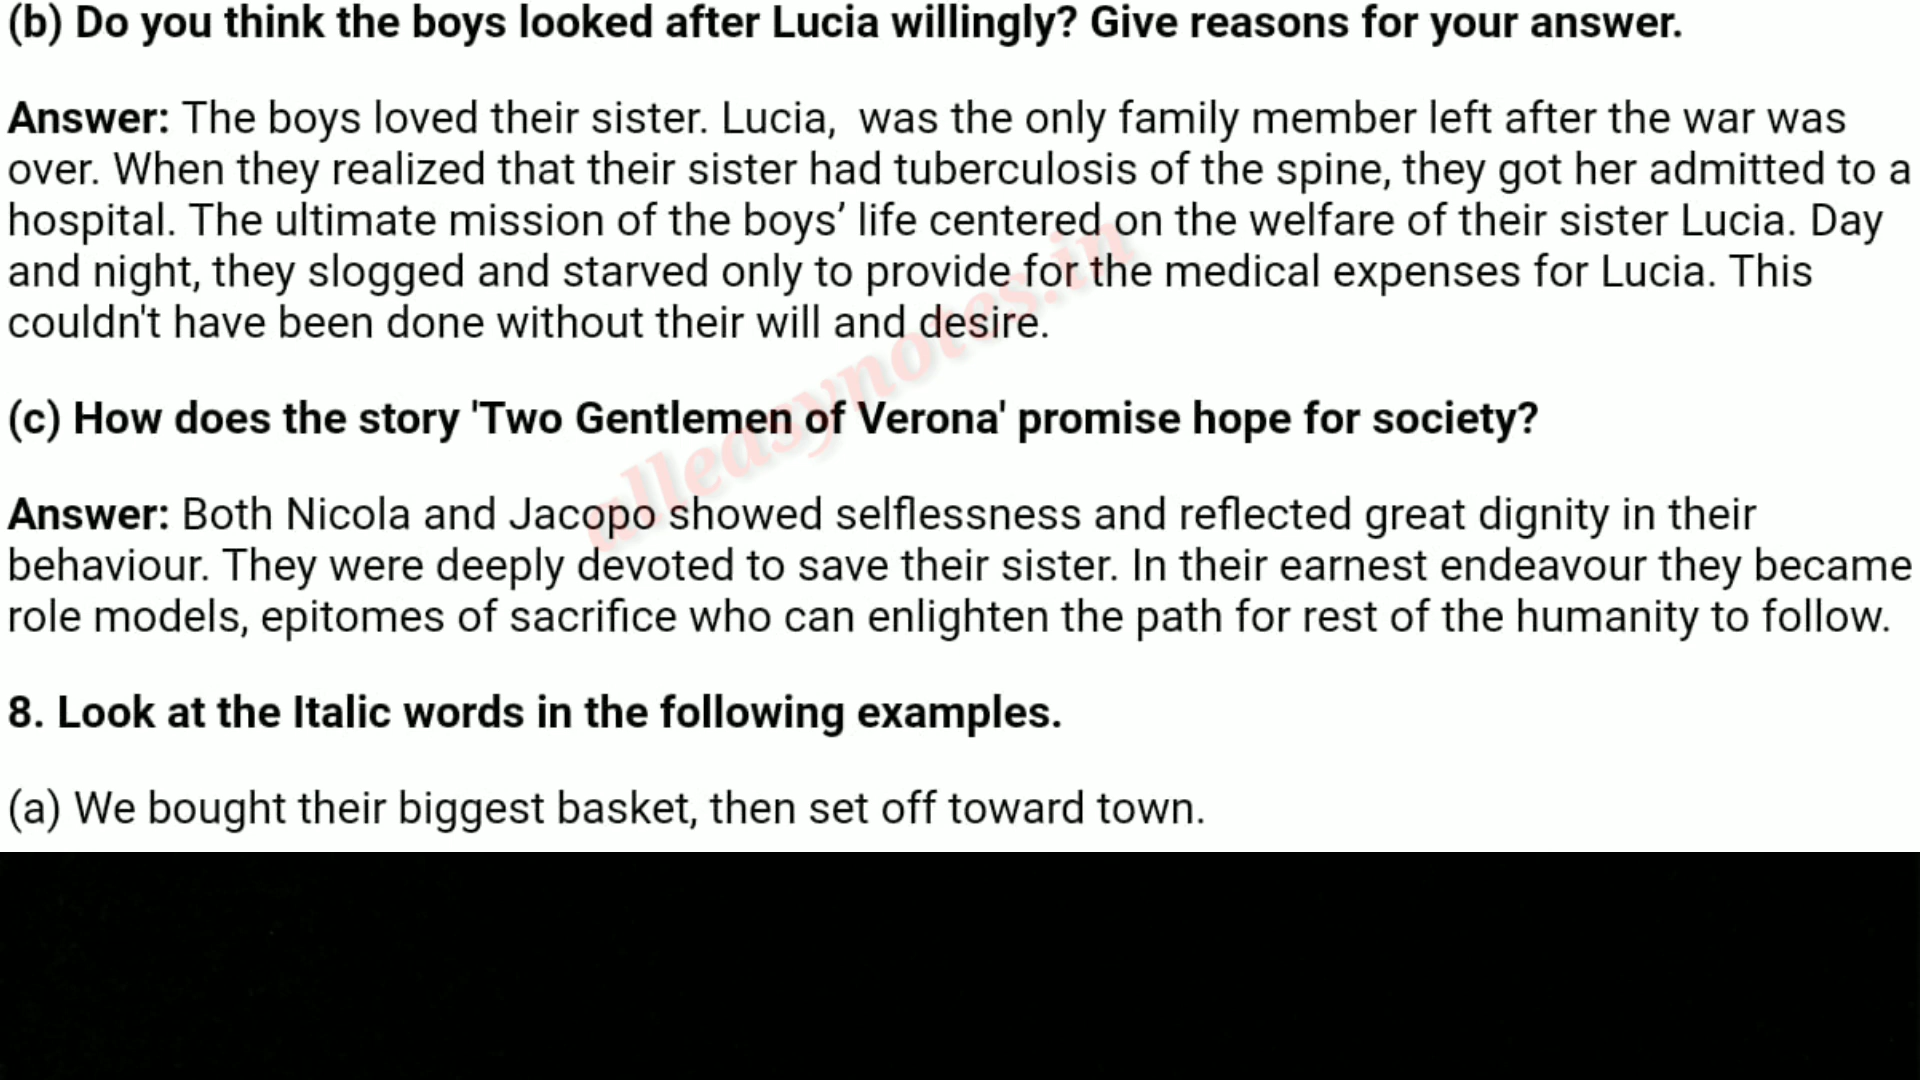 (b) Do you think the boys looked after Lucia willingly? Give reasons for your answer.
Answer: The boys loved their sister. Lucia,  was the only family member left after the war was
over. When they realized that their sister had tuberculosis of the spine, they got her admitted to a
hospital. The ultimate mission of the boys’ life centered on the welfare of their sister Lucia. Day
and night, they slogged and starved only to provide for the medical expenses for Lucia. This
couldn't have been done without their will and desire.
(c) How does the story 'Two Gentlemen of Verona' promise hope for society?
Answer: Both Nicola and Jacopo showed selflessness and reflected great dignity in their
behaviour. They were deeply devoted to save their sister. In their earnest endeavour they became
role models, epitomes of sacrifice who can enlighten the path for rest of the humanity to follow.
8. Look at the Italic words in the following examples.
(a) We bought their biggest basket, then set off toward town.
alleasynotes.in